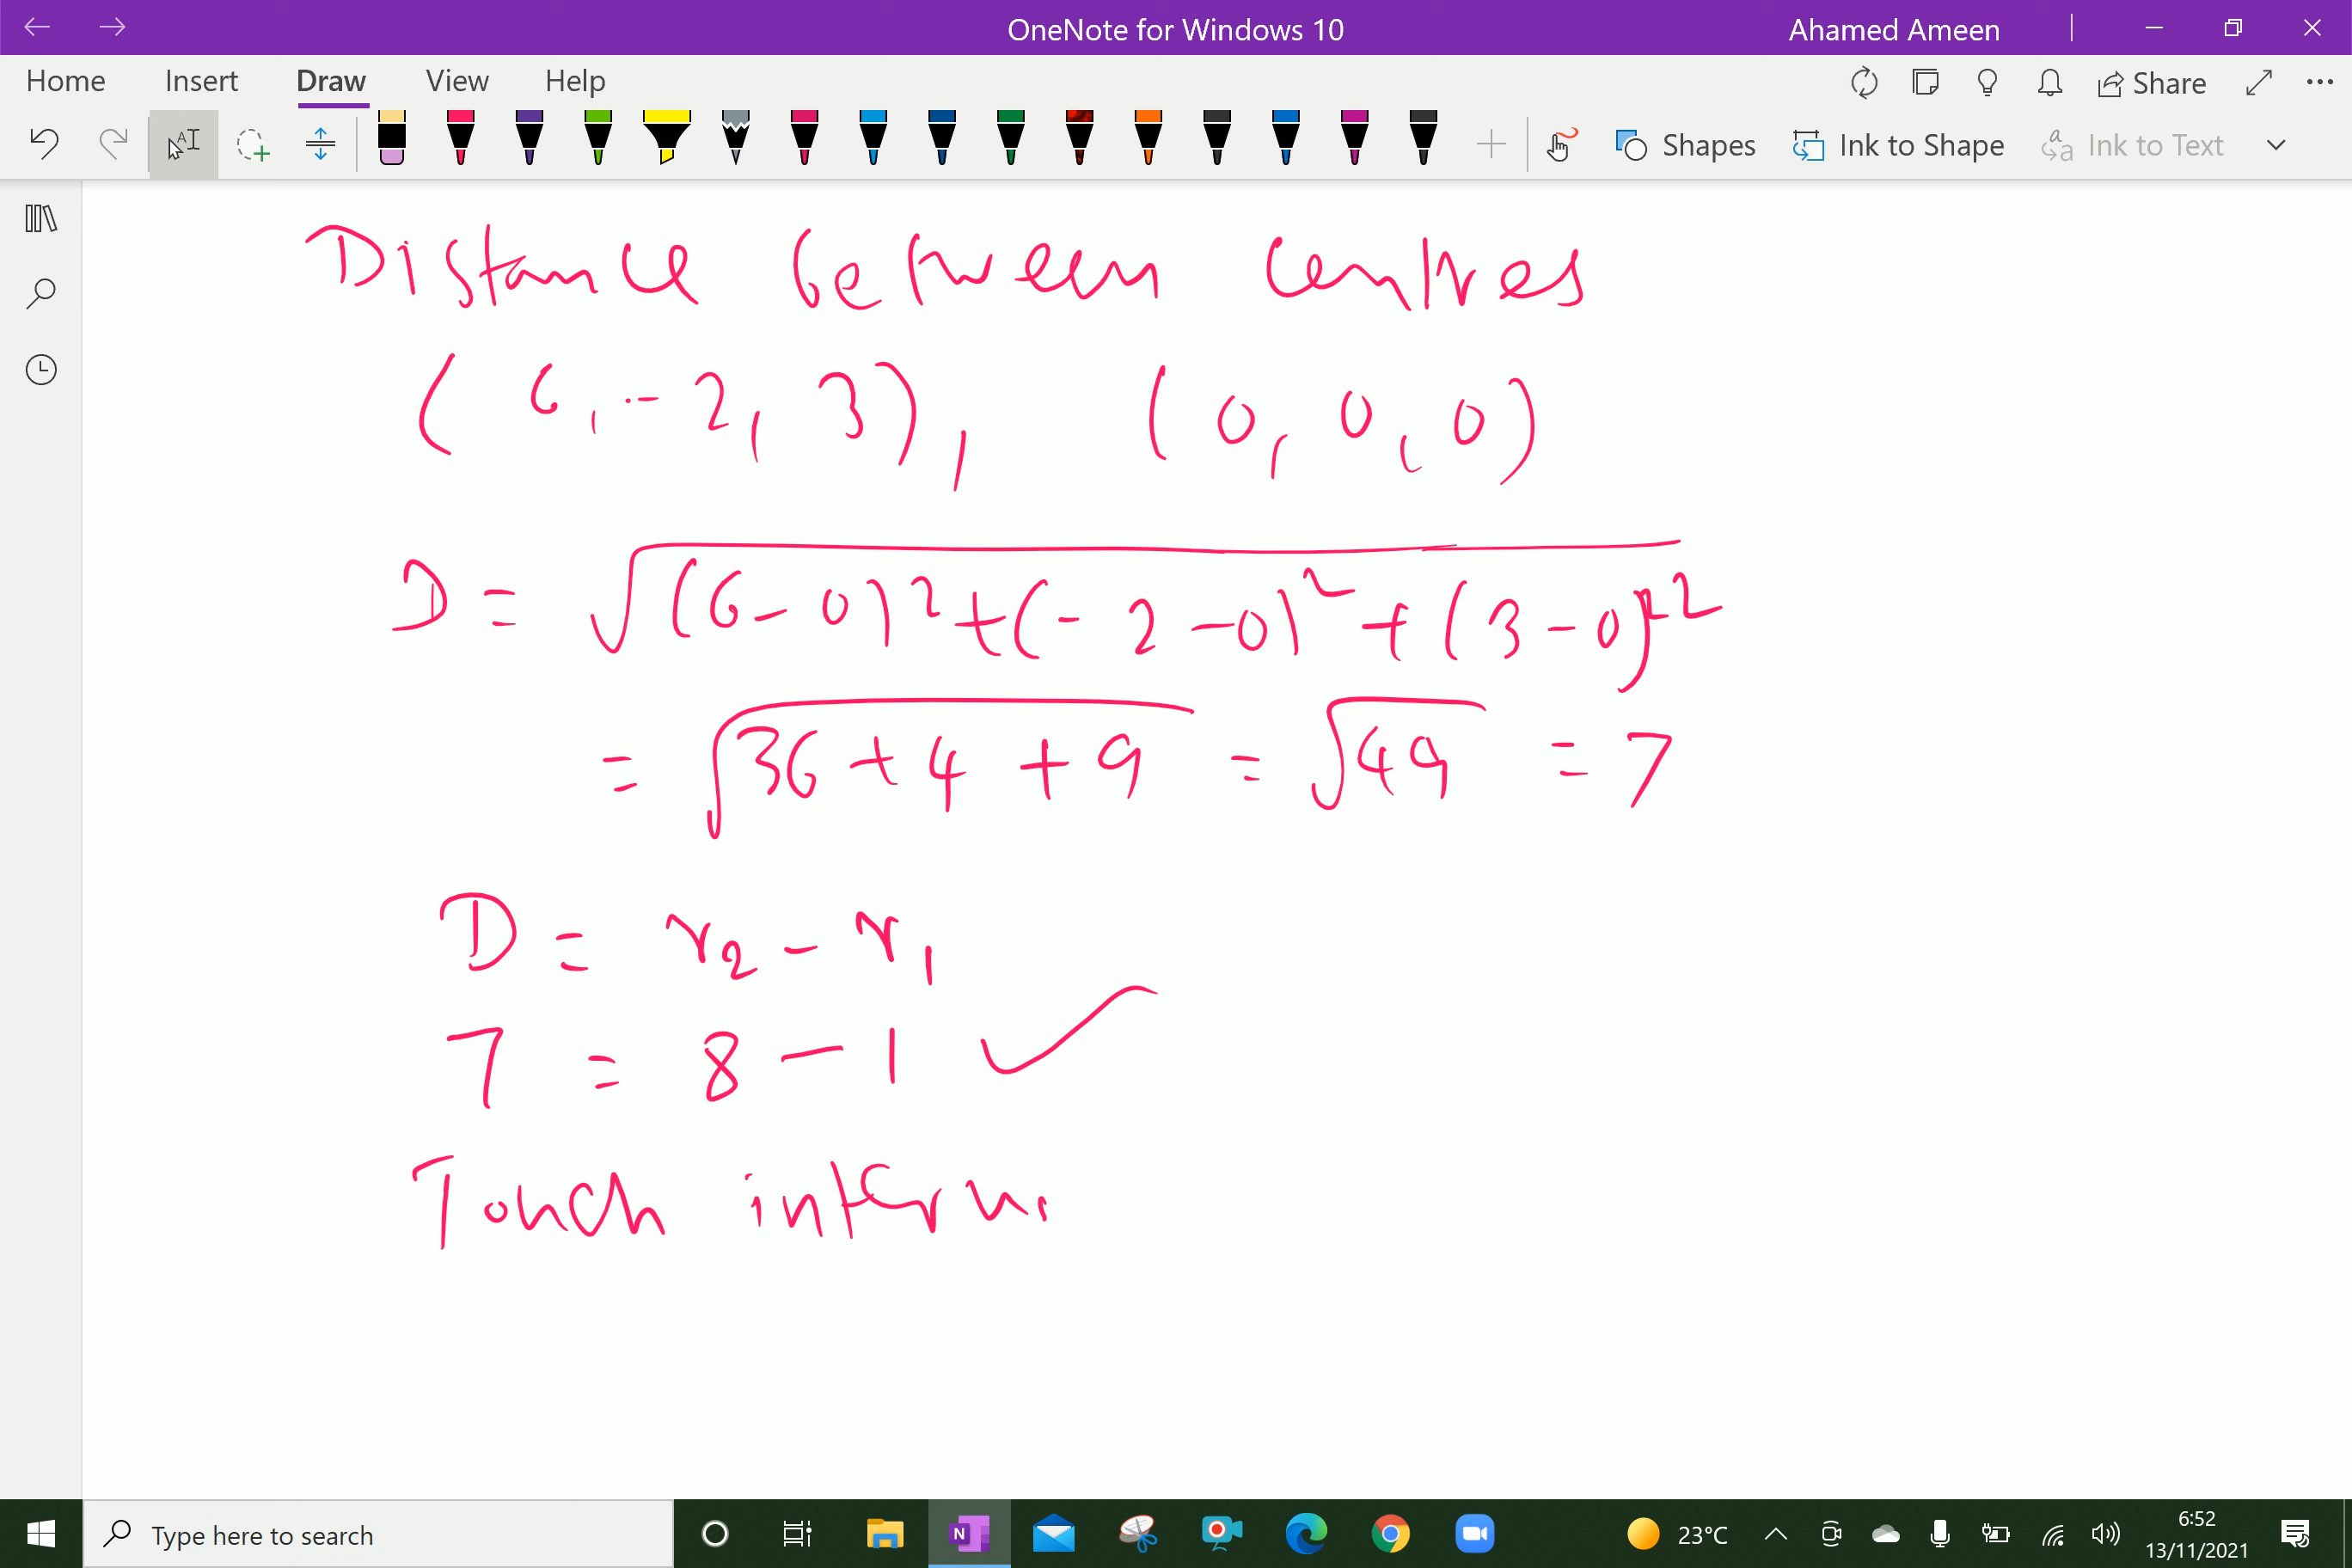 OneNote for Windows 10
Ahamed Ameen
Home Insert Draw View Help
Share
Shapes Ink to Shape Ink to Text
Distance between centres
(6, -2, 3), (0, 0, 0)
D = √(6-0)² + (-2-0)² + (3-0)²
= √36 + 4 + 9 = √49 = 7
D = r₂ - r₁
7 = 8 - 1 ✓
Touch intern
Type here to search
23°C
6:52
13/11/2021